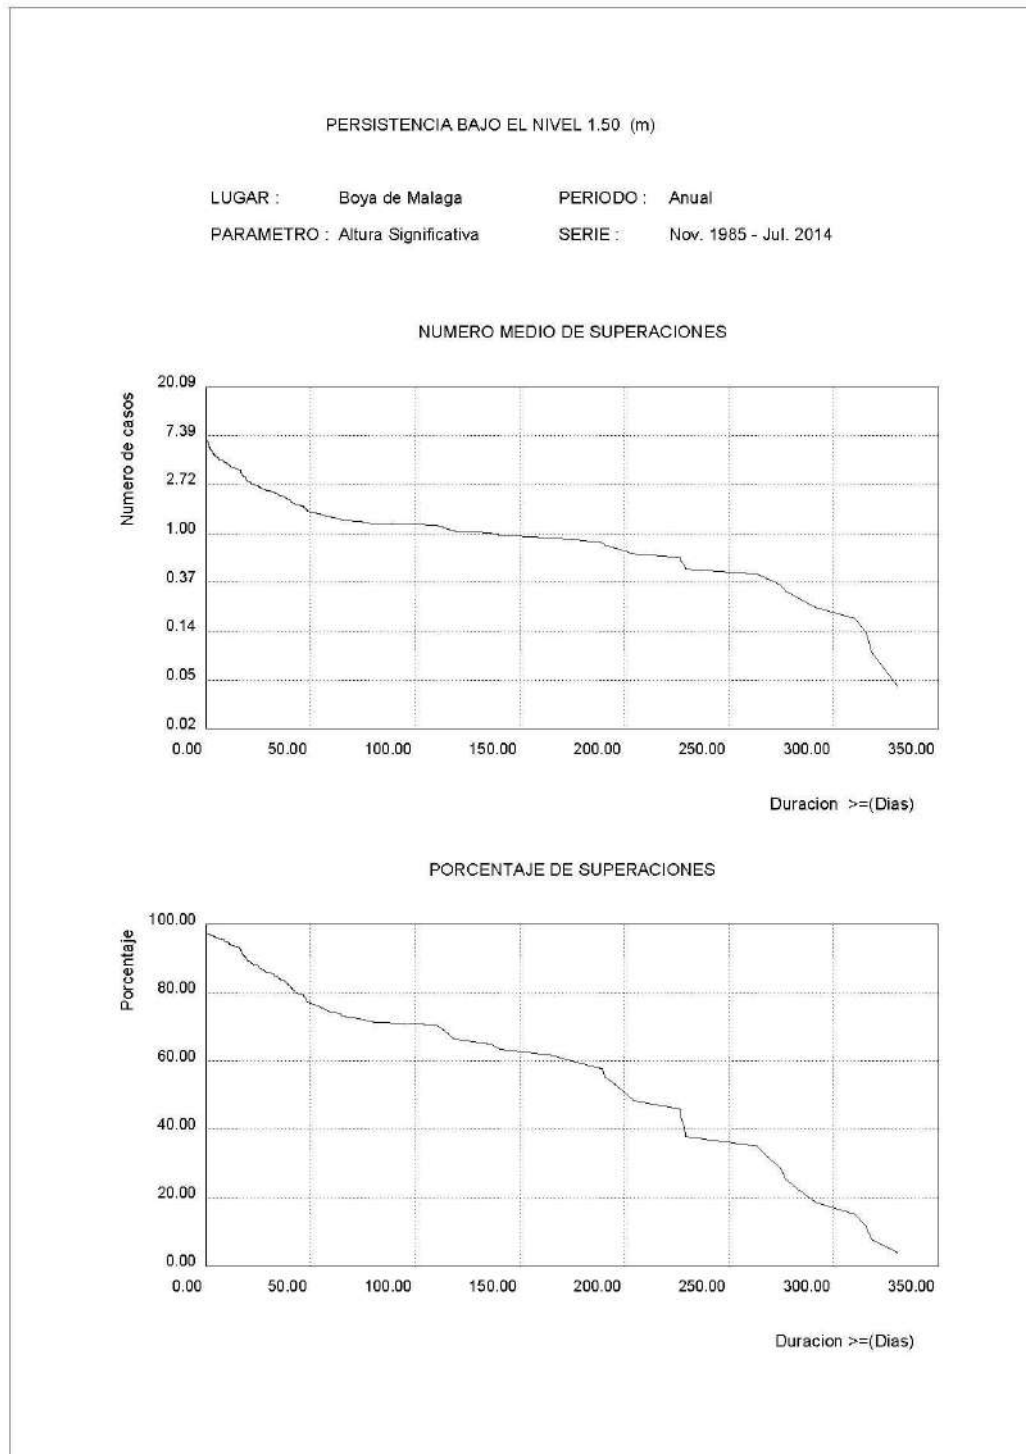 PERSISTENCIA BAJO EL NIVEL 1.50 (m)
LUGAR : Boya de Malaga PERIODO : Anual
PARAMETRO : Altura Significativa SERIE : Nov. 1985 - Jul. 2014
NUMERO MEDIO DE SUPERACIONES
Numero de casos
20.09
7.39
2.72
1.00
0.37
0.14
0.05
0.02
0.00 50.00 100.00 150.00 200.00 250.00 300.00 350.00
Duracion >=(Dias)
PORCENTAJE DE SUPERACIONES
Porcentaje
100.00
80.00
60.00
40.00
20.00
0.00
0.00 50.00 100.00 150.00 200.00 250.00 300.00 350.00
Duracion >=(Dias)